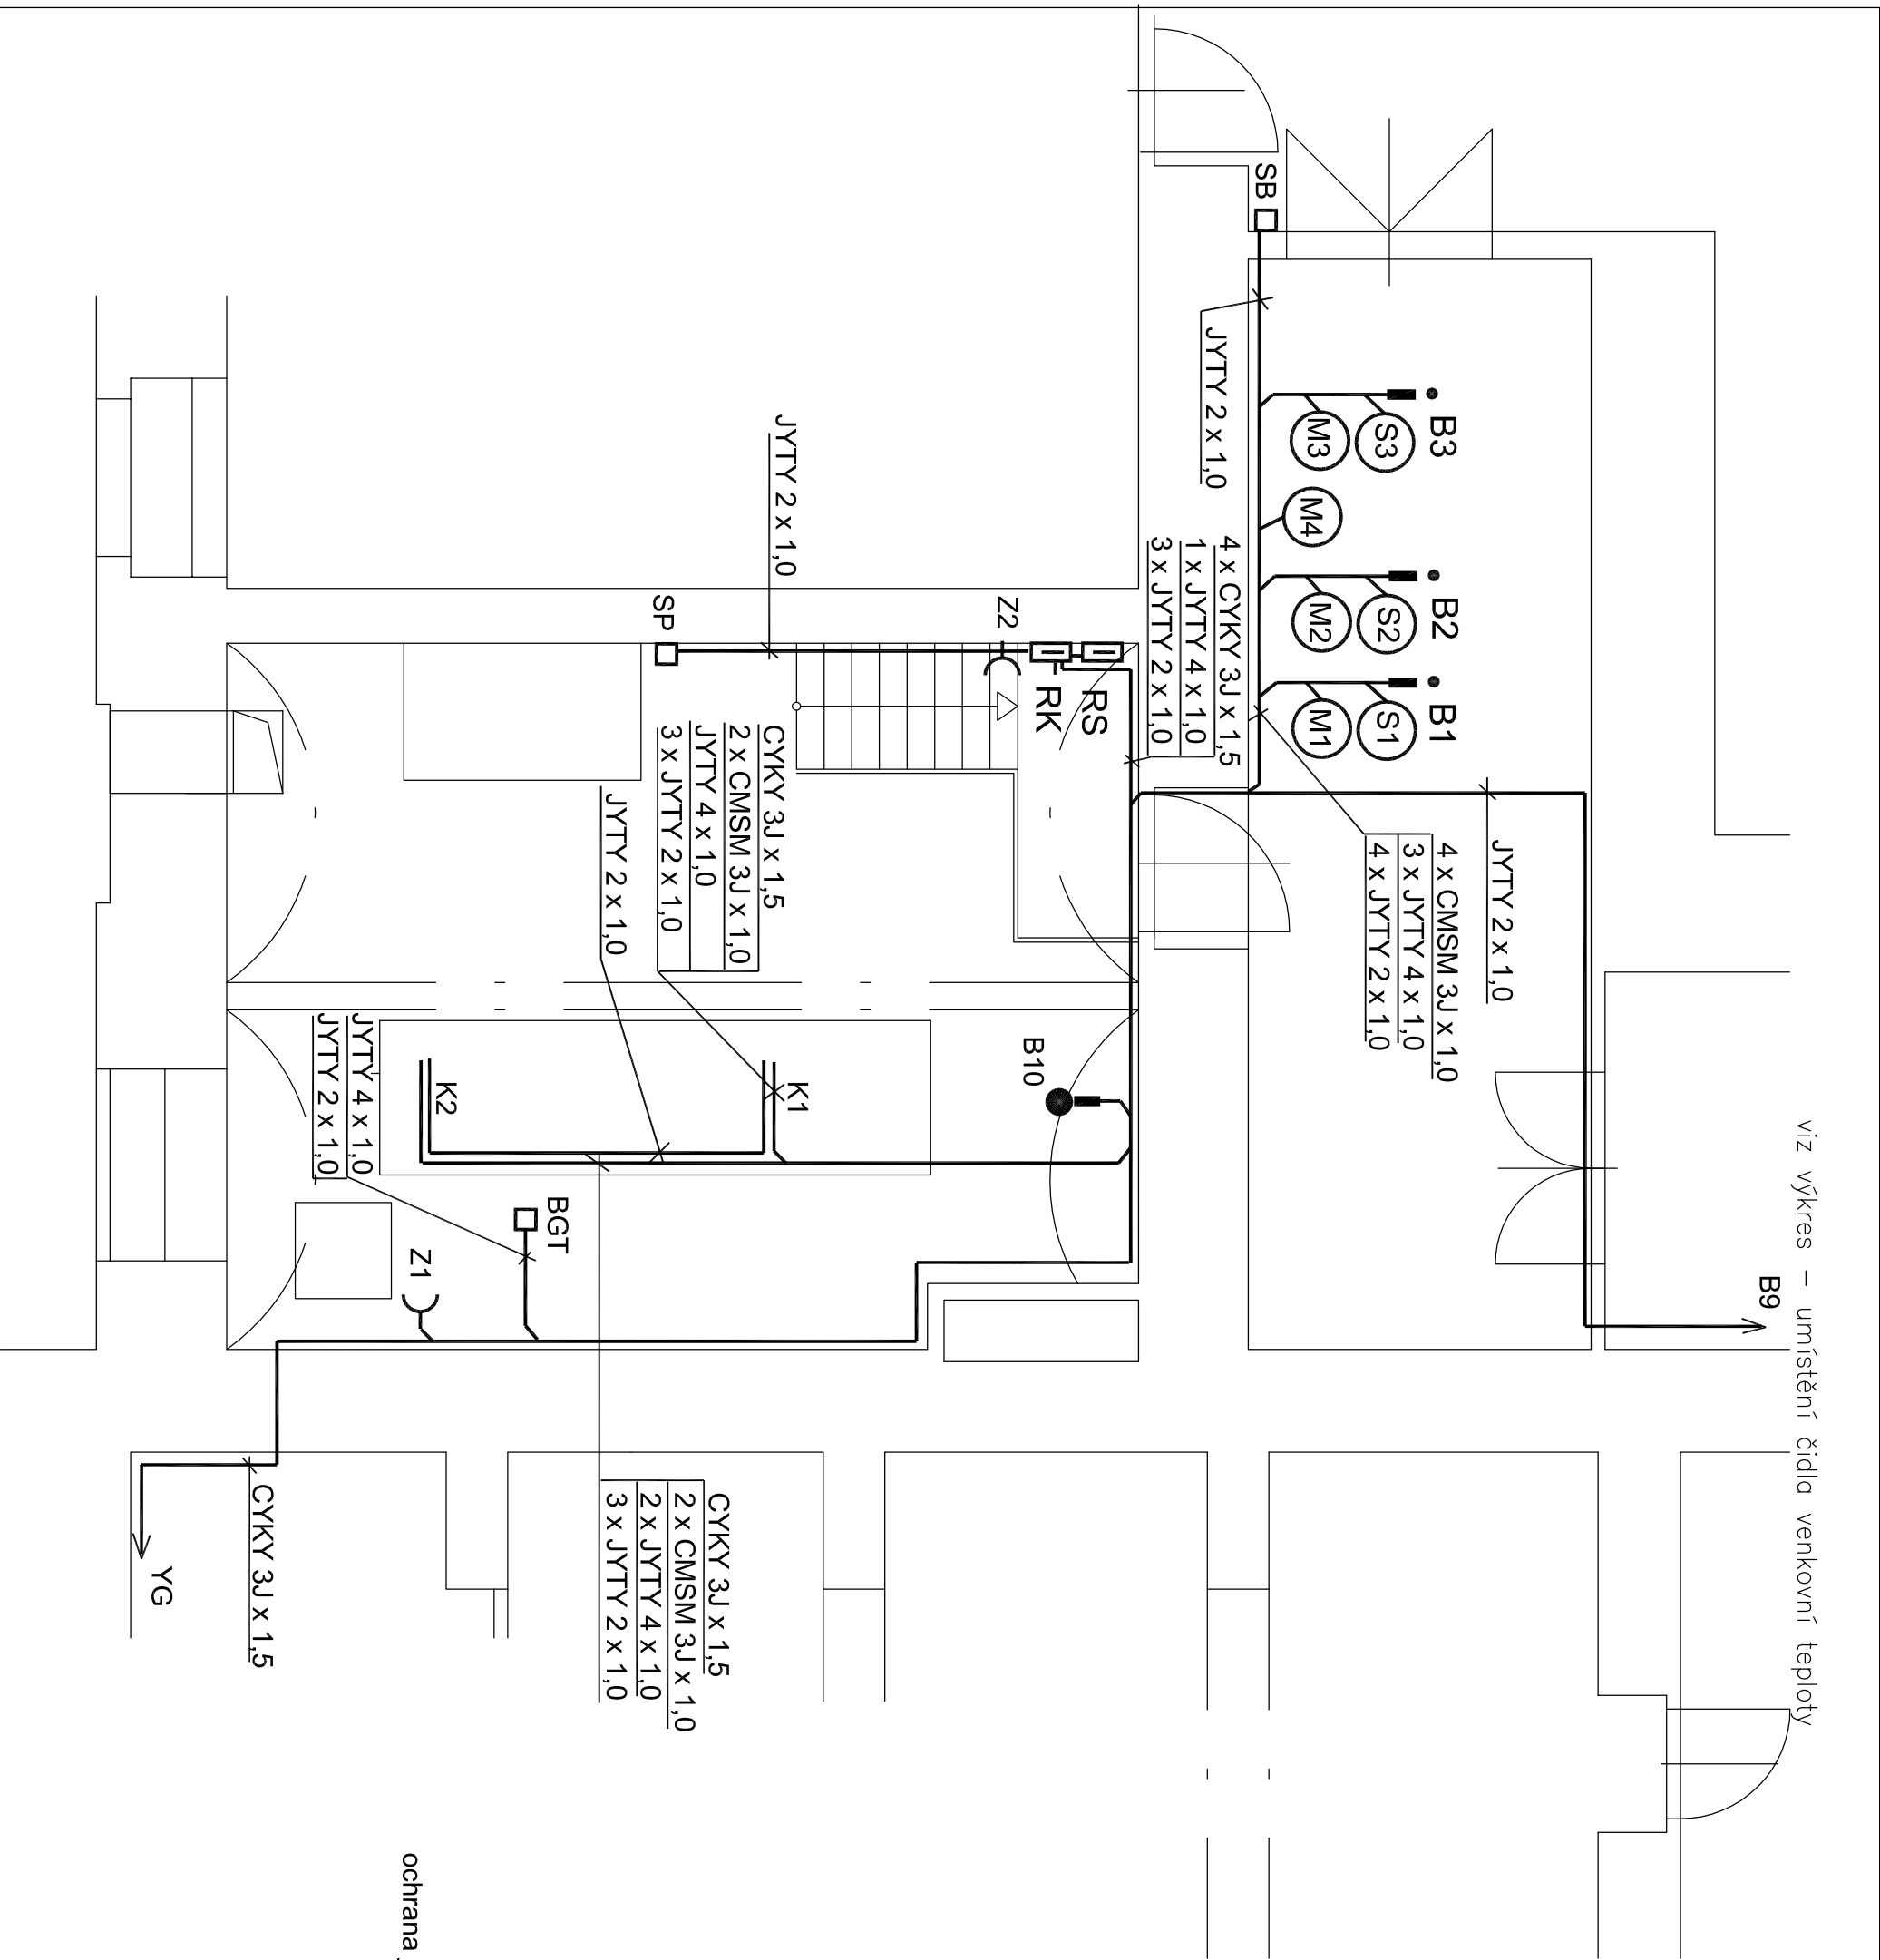 viz výkres – umístění čidla venkovní teploty
B9
SB
JYTY 2 x 1,0
B3
S3
M3
M4
B2
S2
M2
B1
S1
M1
JYTY 2 x 1,0
4 x CMSM 3J x 1,0
3 x JYTY 4 x 1,0
4 x JYTY 2 x 1,0
4 x CYKY 3J x 1,5
1 x JYTY 4 x 1,0
3 x JYTY 2 x 1,0
RS
RK
Z2
SP
JYTY 2 x 1,0
CYKY 3J x 1,5
2 x CMSM 3J x 1,0
JYTY 4 x 1,0
3 x JYTY 2 x 1,0
JYTY 2 x 1,0
B10
K1
K2
JYTY 4 x 1,0
JYTY 2 x 1,0
BGT
Z1
CYKY 3J x 1,5
2 x CMSM 3J x 1,0
2 x JYTY 4 x 1,0
3 x JYTY 2 x 1,0
CYKY 3J x 1,5
YG
ochrana